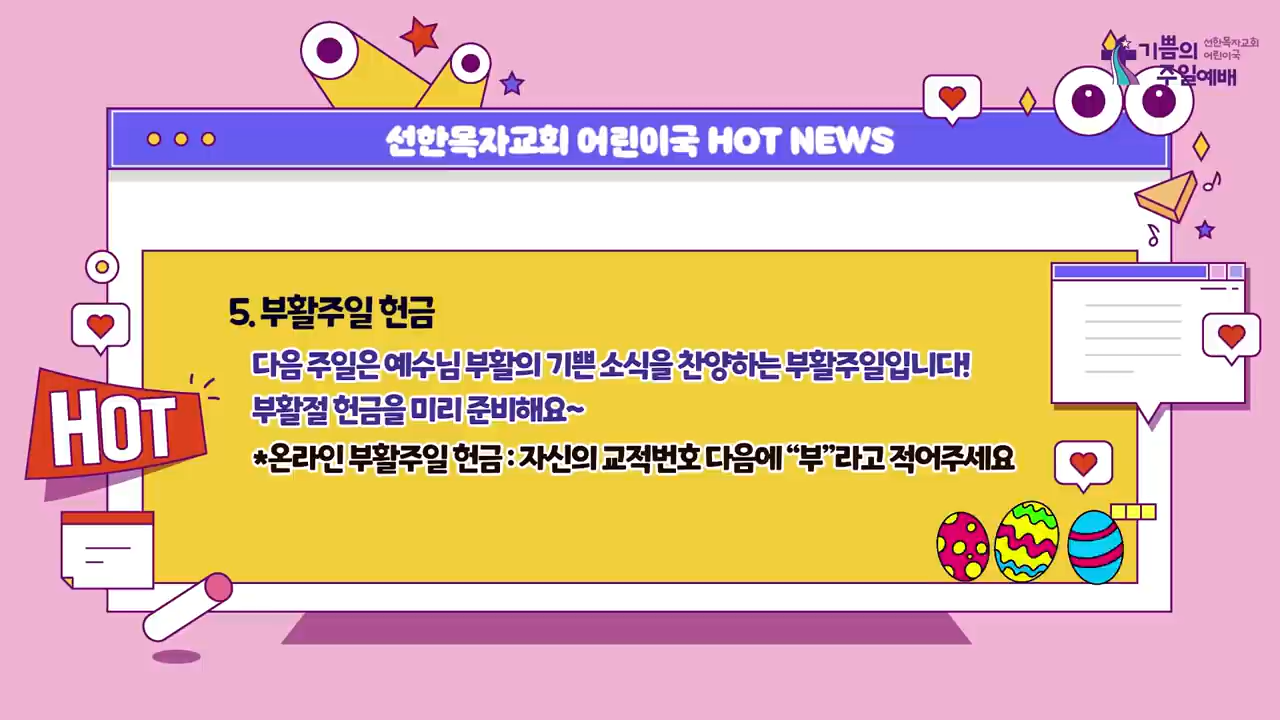 기쁨의 주일예배
선한목자교회 어린이국
선한목자교회 어린이국 HOT NEWS
5. 부활주일 헌금
다음 주일은 예수님 부활의 기쁜 소식을 찬양하는 부활주일입니다!
부활절 헌금을 미리 준비해요~
*온라인 부활주일 헌금 : 자신의 교적번호 다음에 “부”라고 적어주세요
HOT